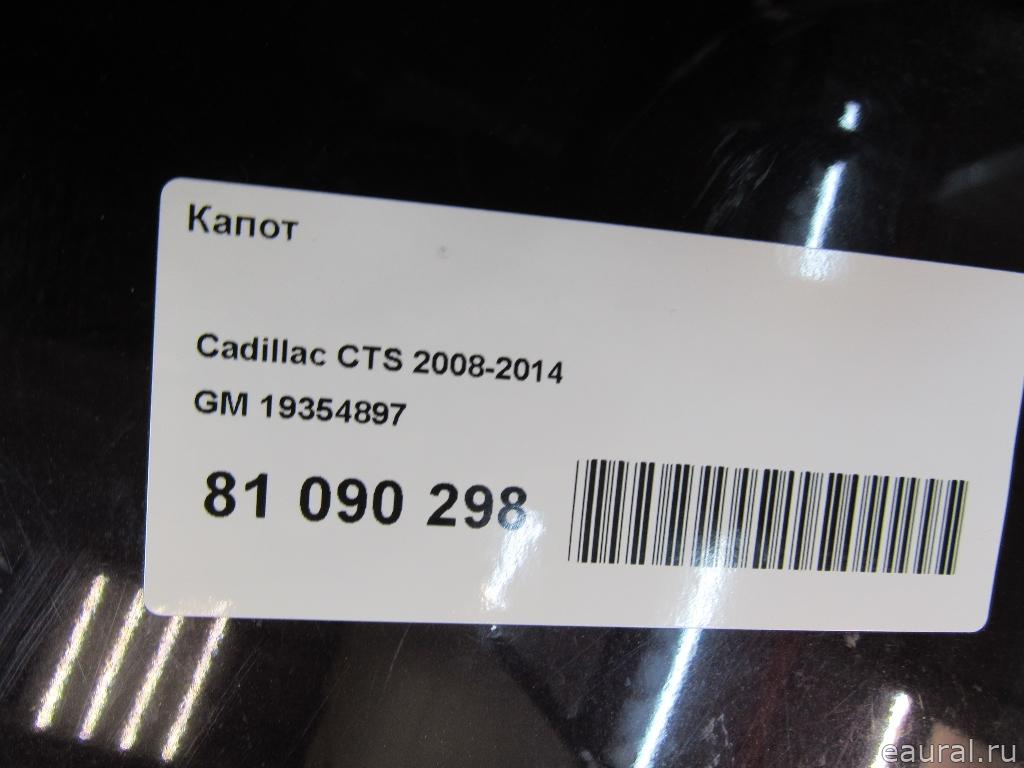 Капот
Cadillac CTS 2008-2014
GM 19354897
81 090 298
eaural.ru